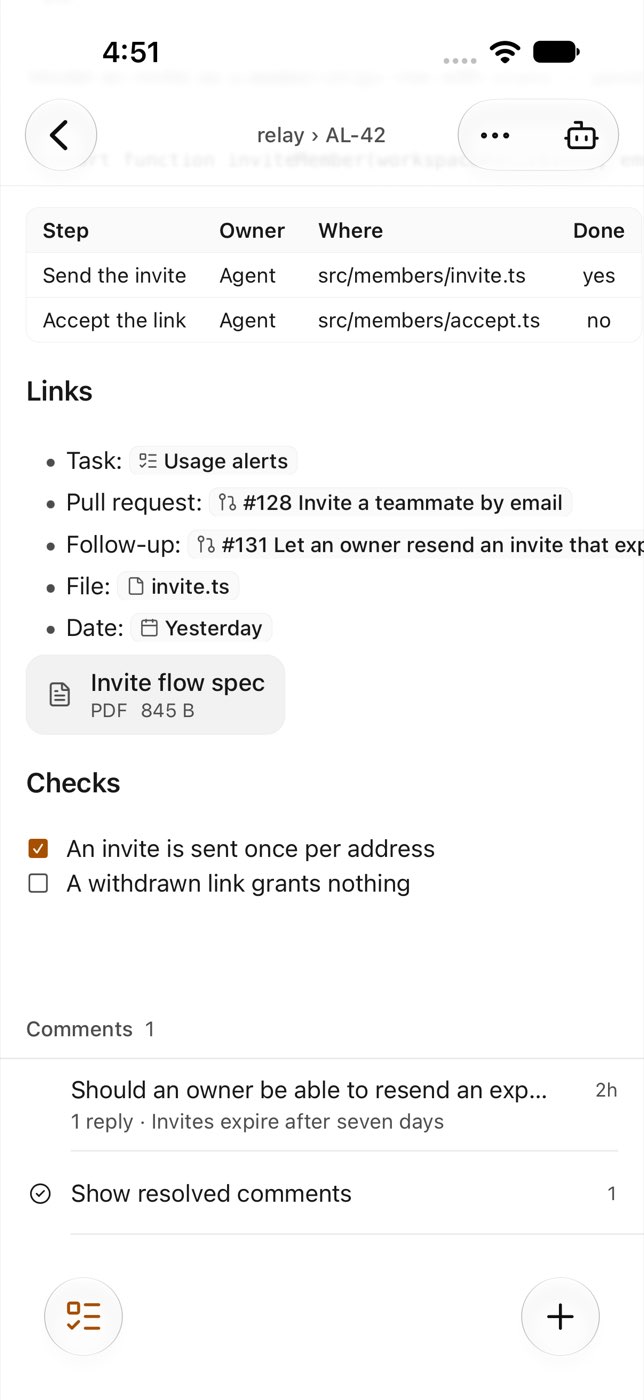 4:51
relay › AL-42
Step Owner Where Done
Send the invite Agent src/members/invite.ts yes
Accept the link Agent src/members/accept.ts no
Links
Task: Usage alerts
Pull request: #128 Invite a teammate by email
Follow-up: #131 Let an owner resend an invite that exp
File: invite.ts
Date: Yesterday
Invite flow spec
PDF 845 B
Checks
An invite is sent once per address
A withdrawn link grants nothing
Comments 1
Should an owner be able to resend an exp... 2h
1 reply · Invites expire after seven days
Show resolved comments 1